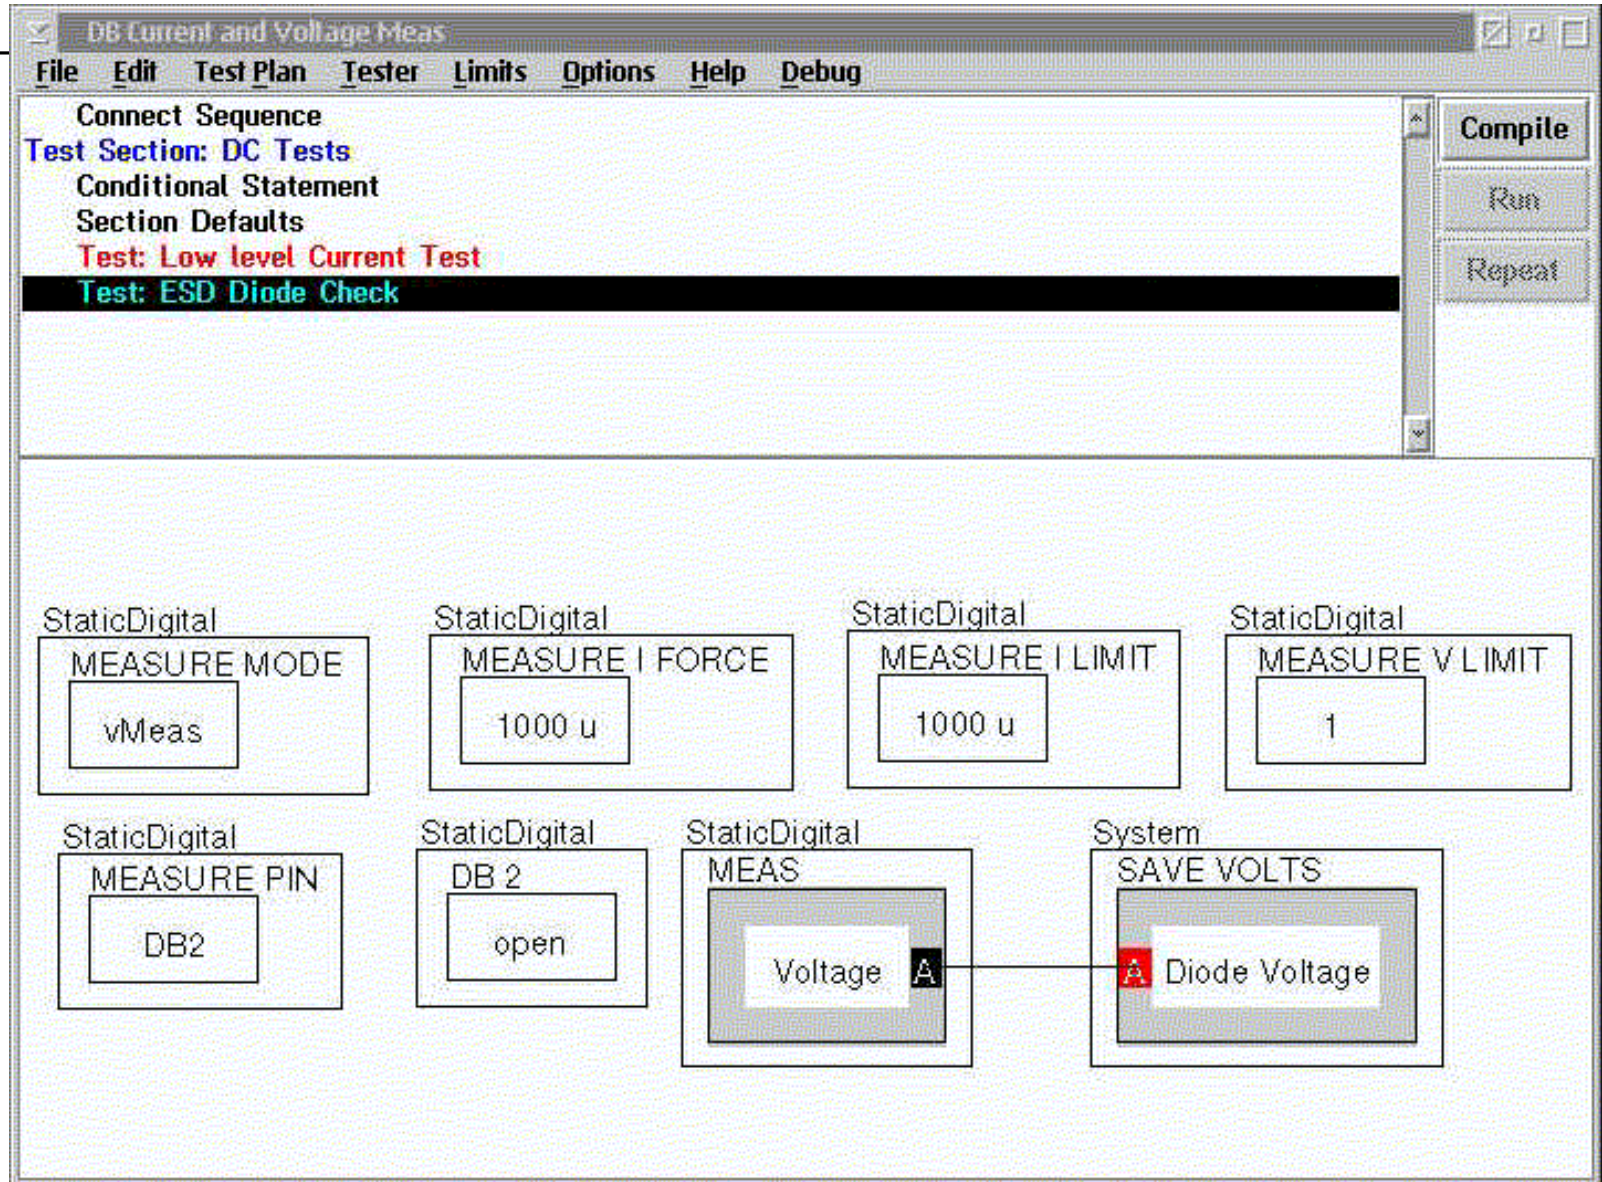 DB Current and Voltage Meas
File Edit Test Plan Tester Limits Options Help Debug
Connect Sequence
Test Section: DC Tests
Conditional Statement
Section Defaults
Test: Low level Current Test
Test: ESD Diode Check
Compile
Run
Repeat
StaticDigital
MEASURE MODE
vMeas
StaticDigital
MEASURE I FORCE
1000 u
StaticDigital
MEASURE I LIMIT
1000 u
StaticDigital
MEASURE V LIMIT
1
StaticDigital
MEASURE PIN
DB2
StaticDigital
DB 2
open
StaticDigital
MEAS
Voltage A
System
SAVE VOLTS
A Diode Voltage